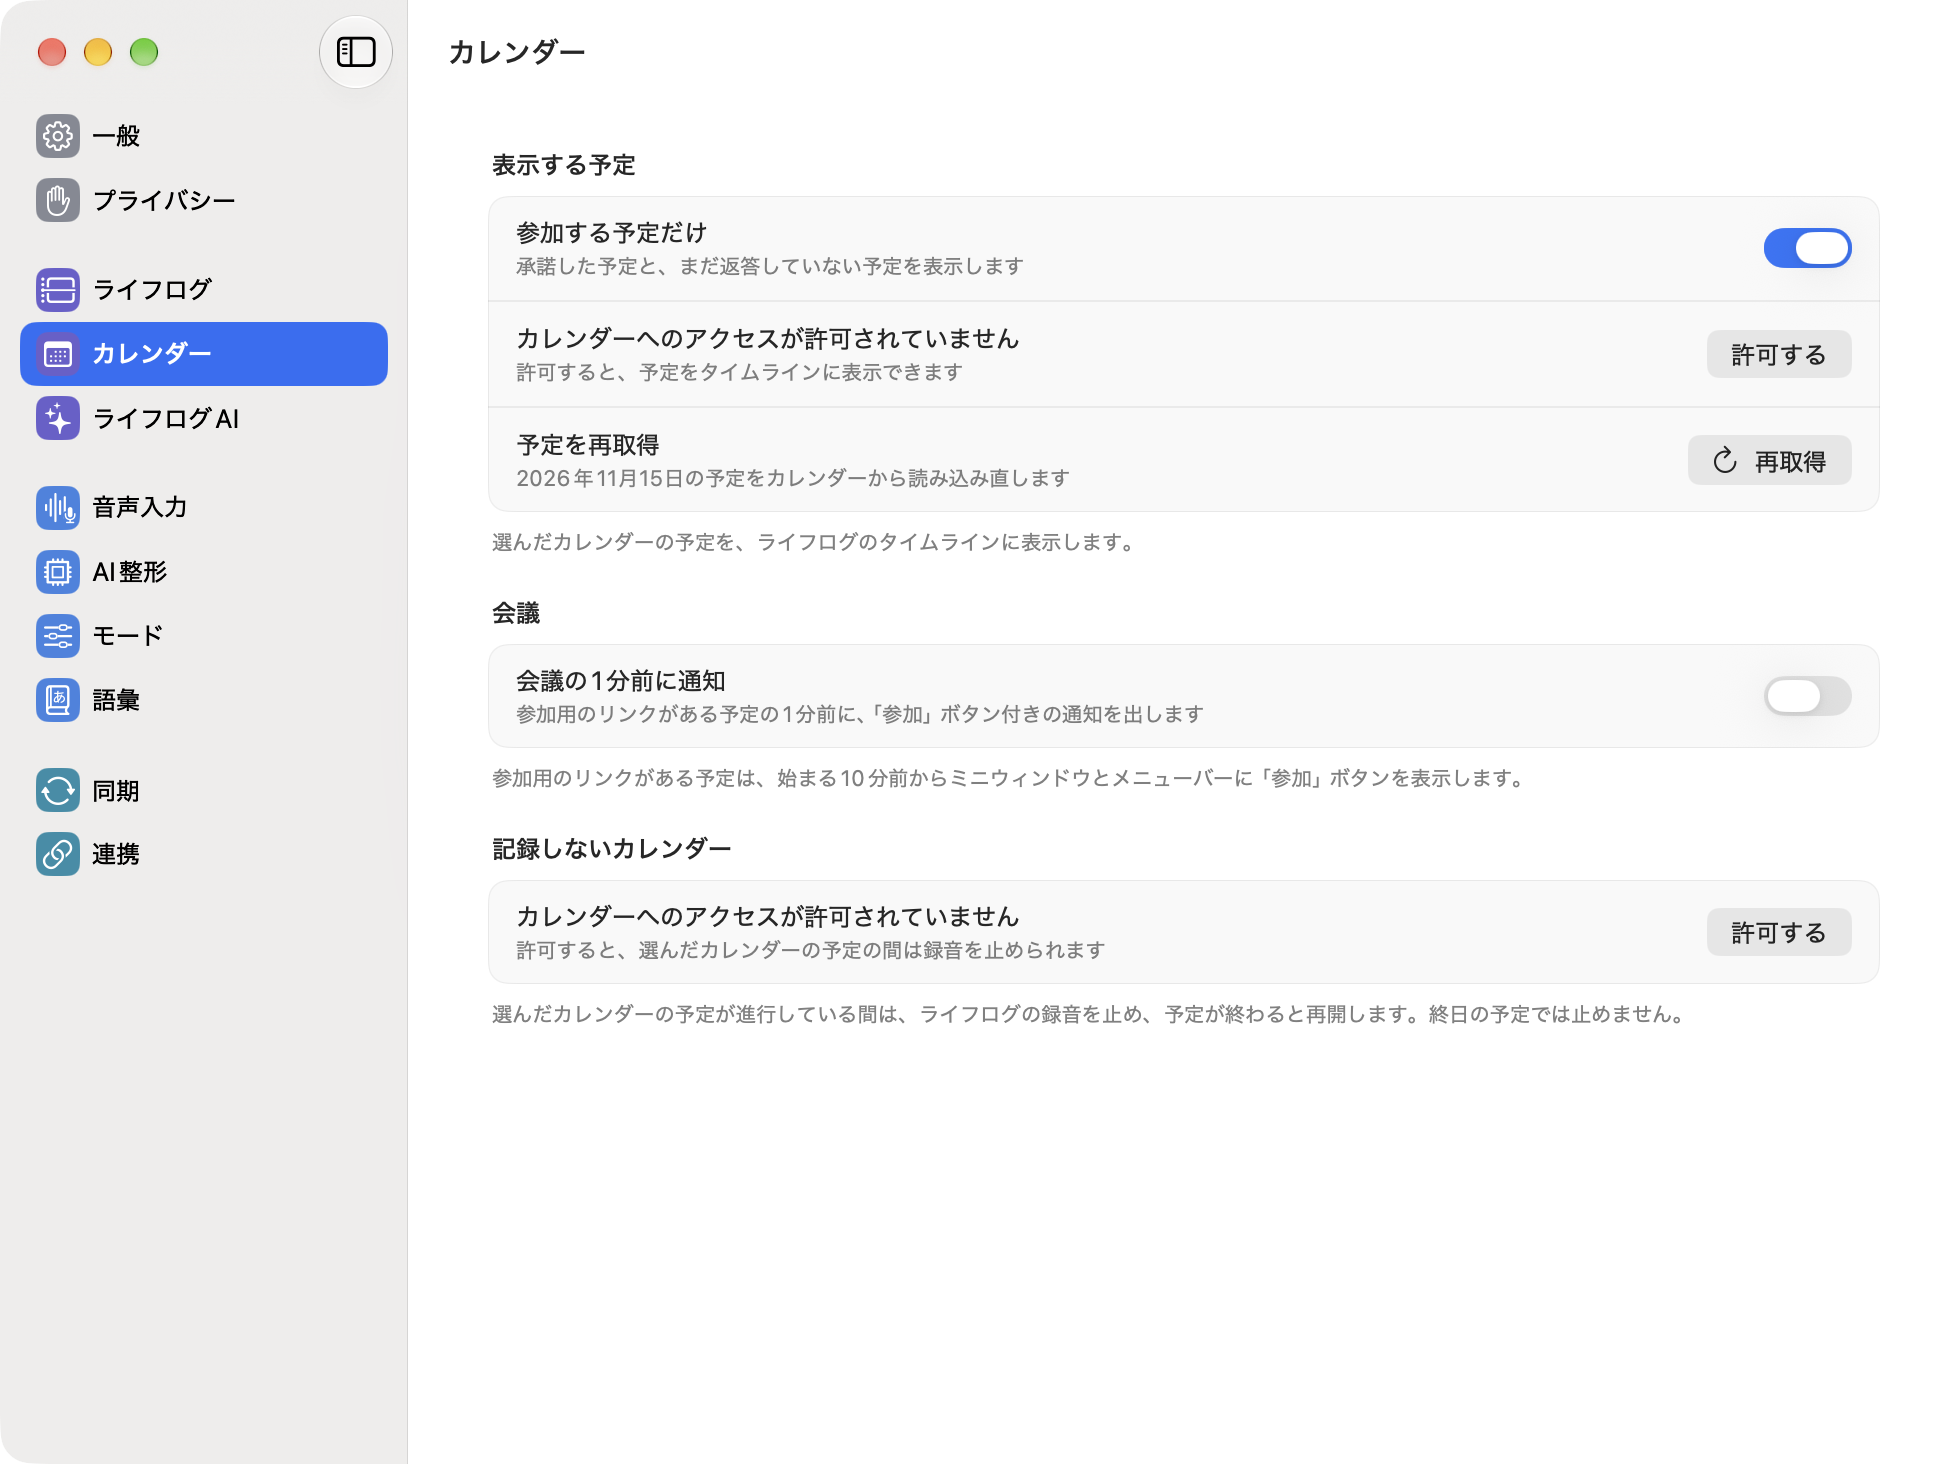 カレンダー
一般
プライバシー
ライフログ
カレンダー
ライフログAI
音声入力
AI整形
モード
語彙
同期
連携
表示する予定
参加する予定だけ
承諾した予定と、まだ返答していない予定を表示します
カレンダーへのアクセスが許可されていません
許可すると、予定をタイムラインに表示できます
許可する
予定を再取得
2026年11月15日の予定をカレンダーから読み込み直します
再取得
選んだカレンダーの予定を、ライフログのタイムラインに表示します。
会議
会議の1分前に通知
参加用のリンクがある予定の1分前に、「参加」ボタン付きの通知を出します
参加用のリンクがある予定は、始まる10分前からミニウィンドウとメニューバーに「参加」ボタンを表示します。
記録しないカレンダー
カレンダーへのアクセスが許可されていません
許可すると、選んだカレンダーの予定の間は録音を止められます
許可する
選んだカレンダーの予定が進行している間は、ライフログの録音を止め、予定が終わると再開します。終日の予定では止めません。